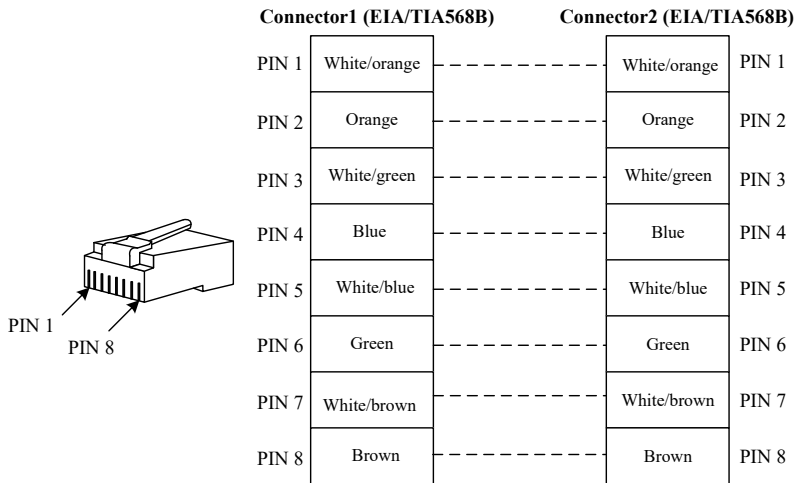 Connector1 (EIA/TIA568B) Connector2 (EIA/TIA568B)
PIN 1 White/orange White/orange PIN 1
PIN 2 Orange Orange PIN 2
PIN 3 White/green White/green PIN 3
PIN 4 Blue Blue PIN 4
PIN 5 White/blue White/blue PIN 5
PIN 1
PIN 8
PIN 6 Green Green PIN 6
PIN 7 White/brown White/brown PIN 7
PIN 8 Brown Brown PIN 8